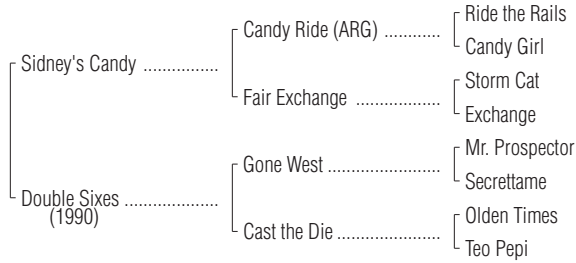 Ride the Rails
Candy Ride (ARG) ............
Candy Girl
Sidney's Candy ................
Storm Cat
Fair Exchange ..................
Exchange
Mr. Prospector
Gone West ........................
Secrettame
Double Sixes ....................
(1990)
Olden Times
Cast the Die ......................
Teo Pepi